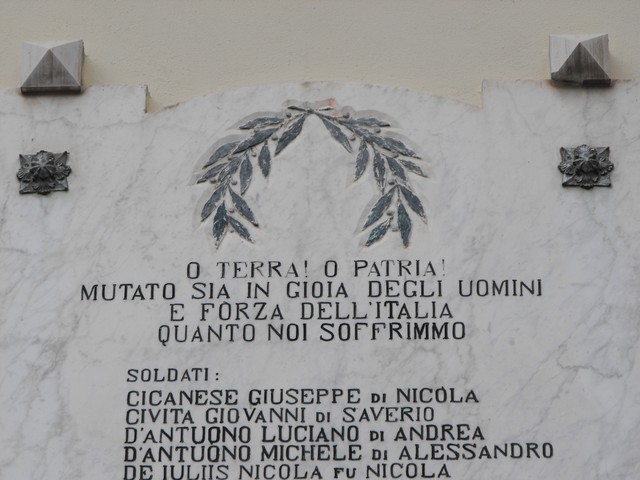 O TERRA! O PATRIA!
MUTATO SIA IN GIOIA DEGLI UOMINI
E FORZA DELL'ITALIA
QUANTO NOI SOFFRIMMO
SOLDATI:
CICANESE GIUSEPPE DI NICOLA
CIVITA GIOVANNI DI SAVERIO
D'ANTUONO LUCIANO DI ANDREA
D'ANTUONO MICHELE DI ALESSANDRO
DE IULIIS NICOLA FU NICOLA